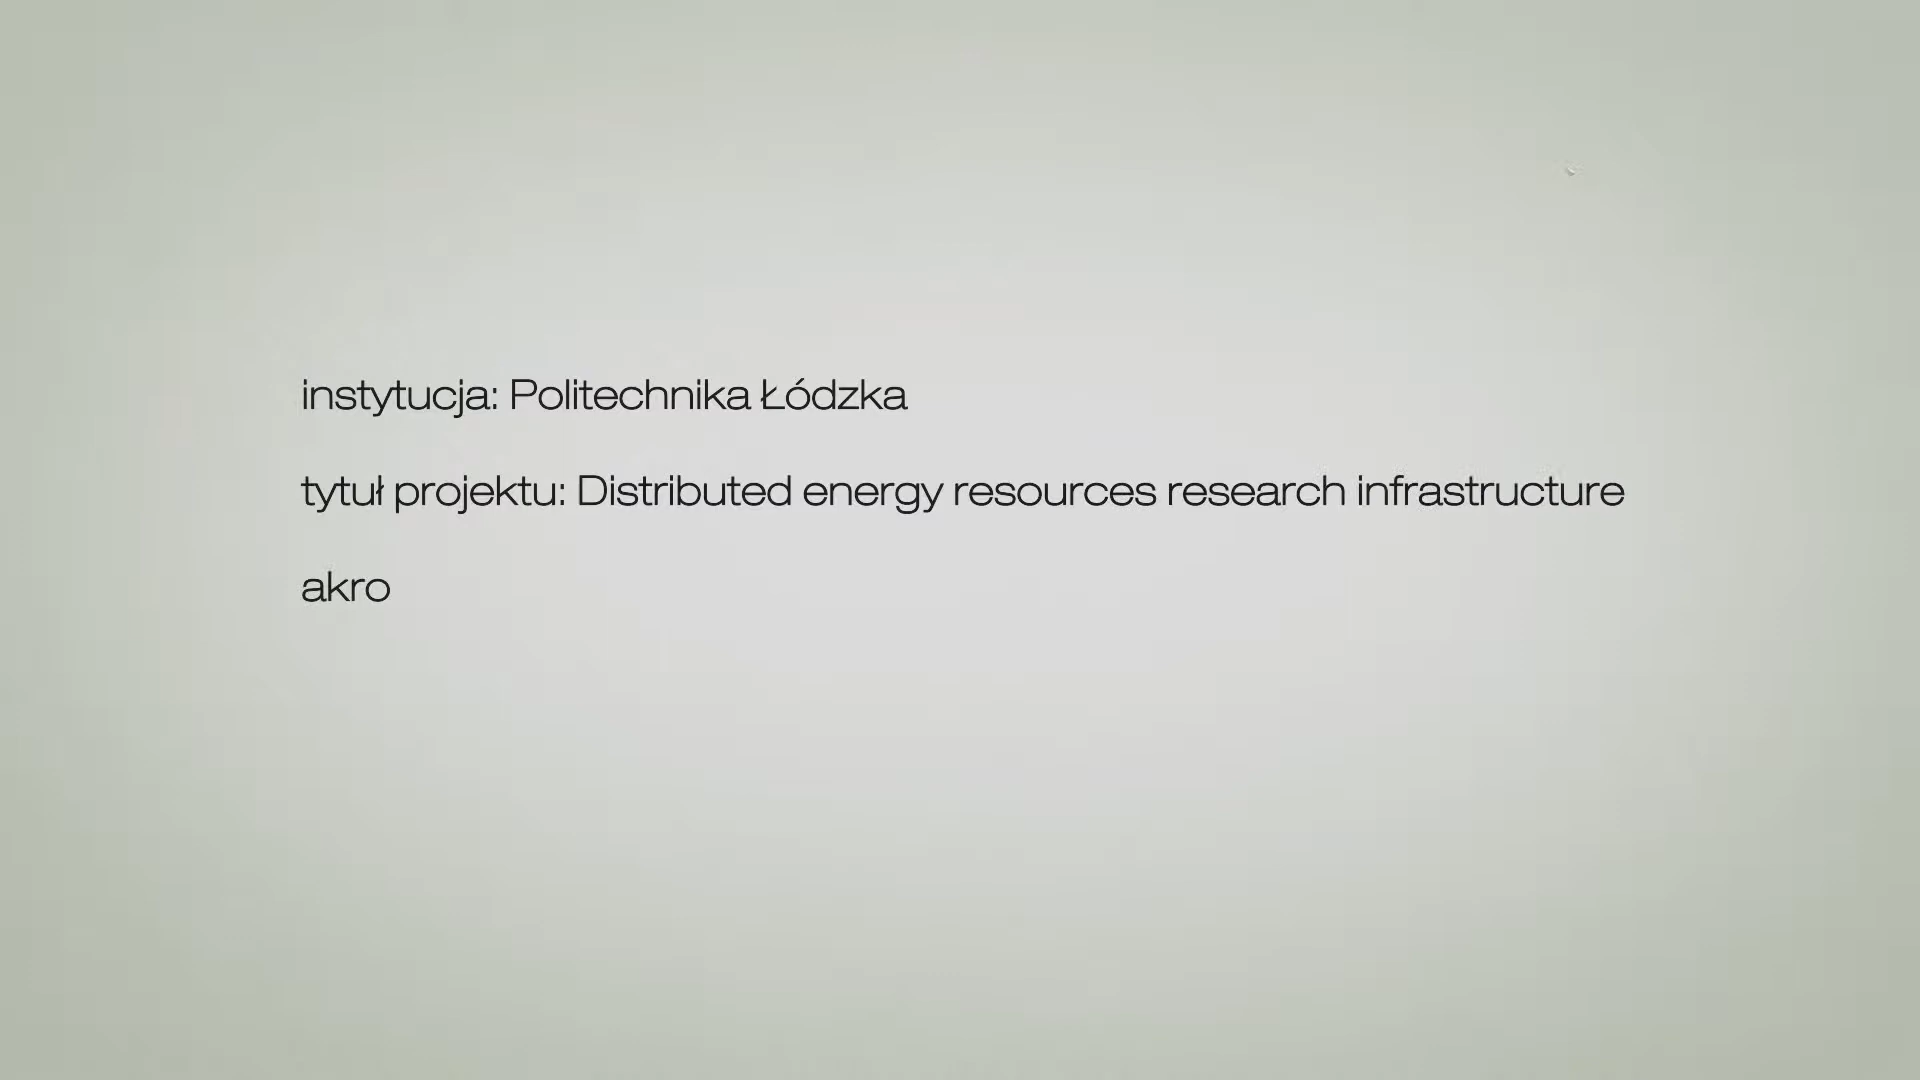 instytucja: Politechnika Łódzka
tytuł projektu: Distributed energy resources research infrastructure
akro